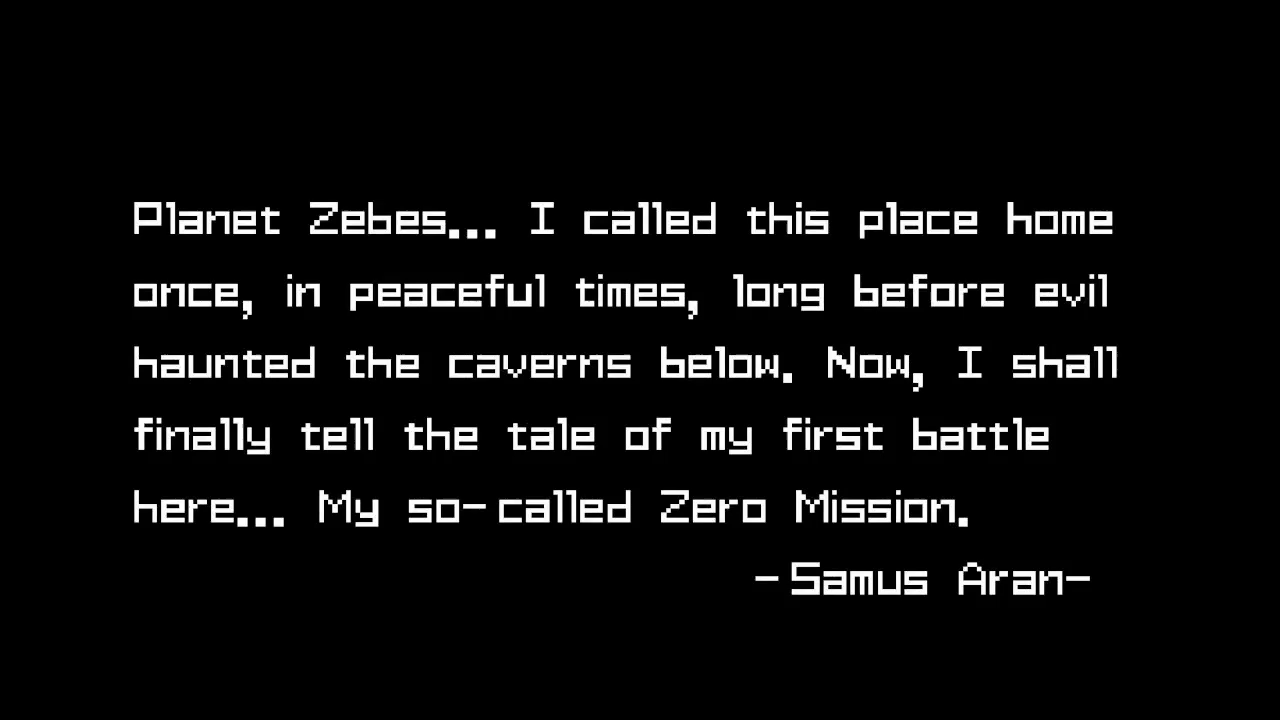 Planet Zebes... I called this place home
once, in peaceful times, long before evil
haunted the caverns below. Now, I shall
finally tell the tale of my first battle
here... My so-called Zero Mission.
-Samus Aran-